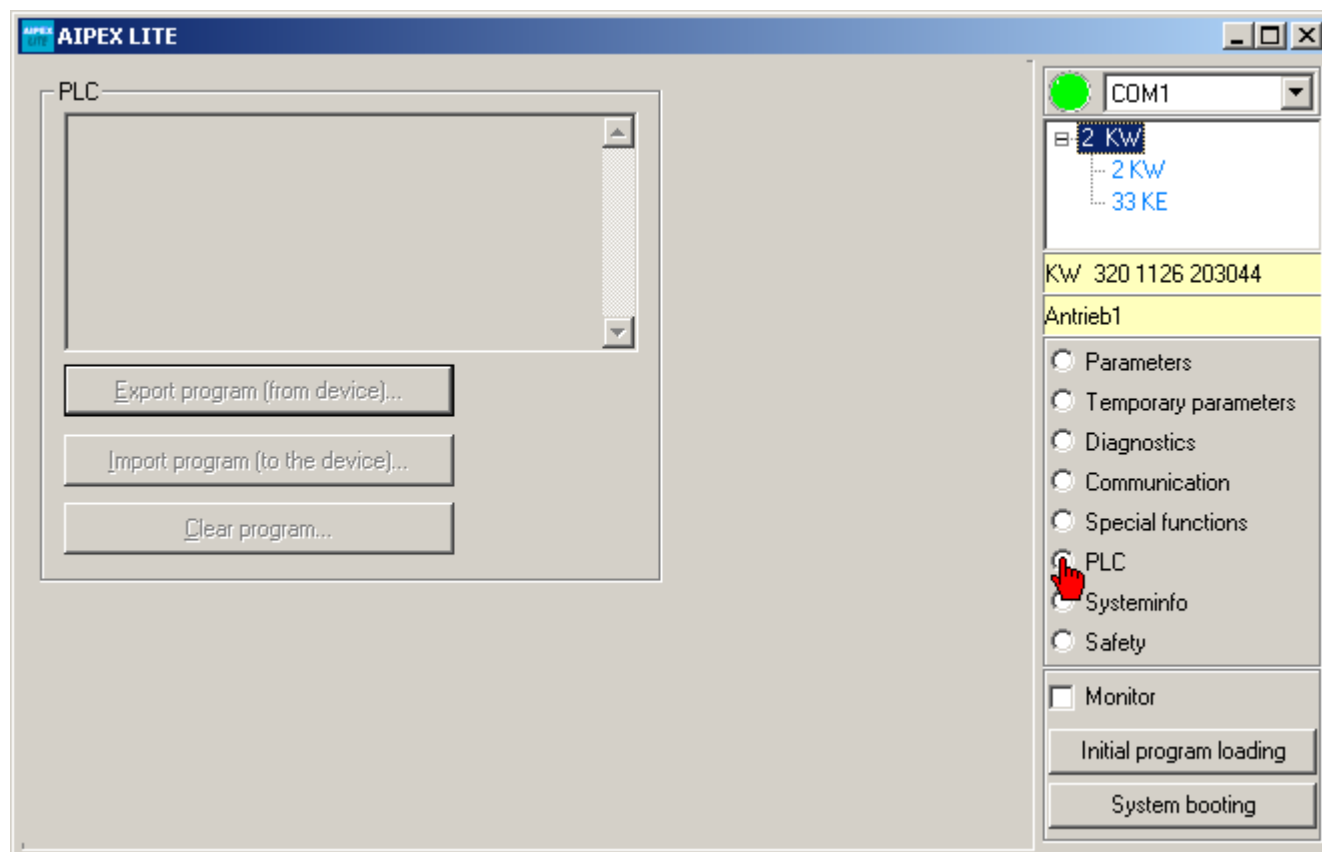 AIPEX LITE AIPEX LITE
PLC
Export program (from device)...
Import program (to the device)...
Clear program...
COM1
2 KW
2 KW
33 KE
KW 320 1126 203044
Antrieb1
Parameters
Temporary parameters
Diagnostics
Communication
Special functions
PLC
Systeminfo
Safety
Monitor
Initial program loading
System booting